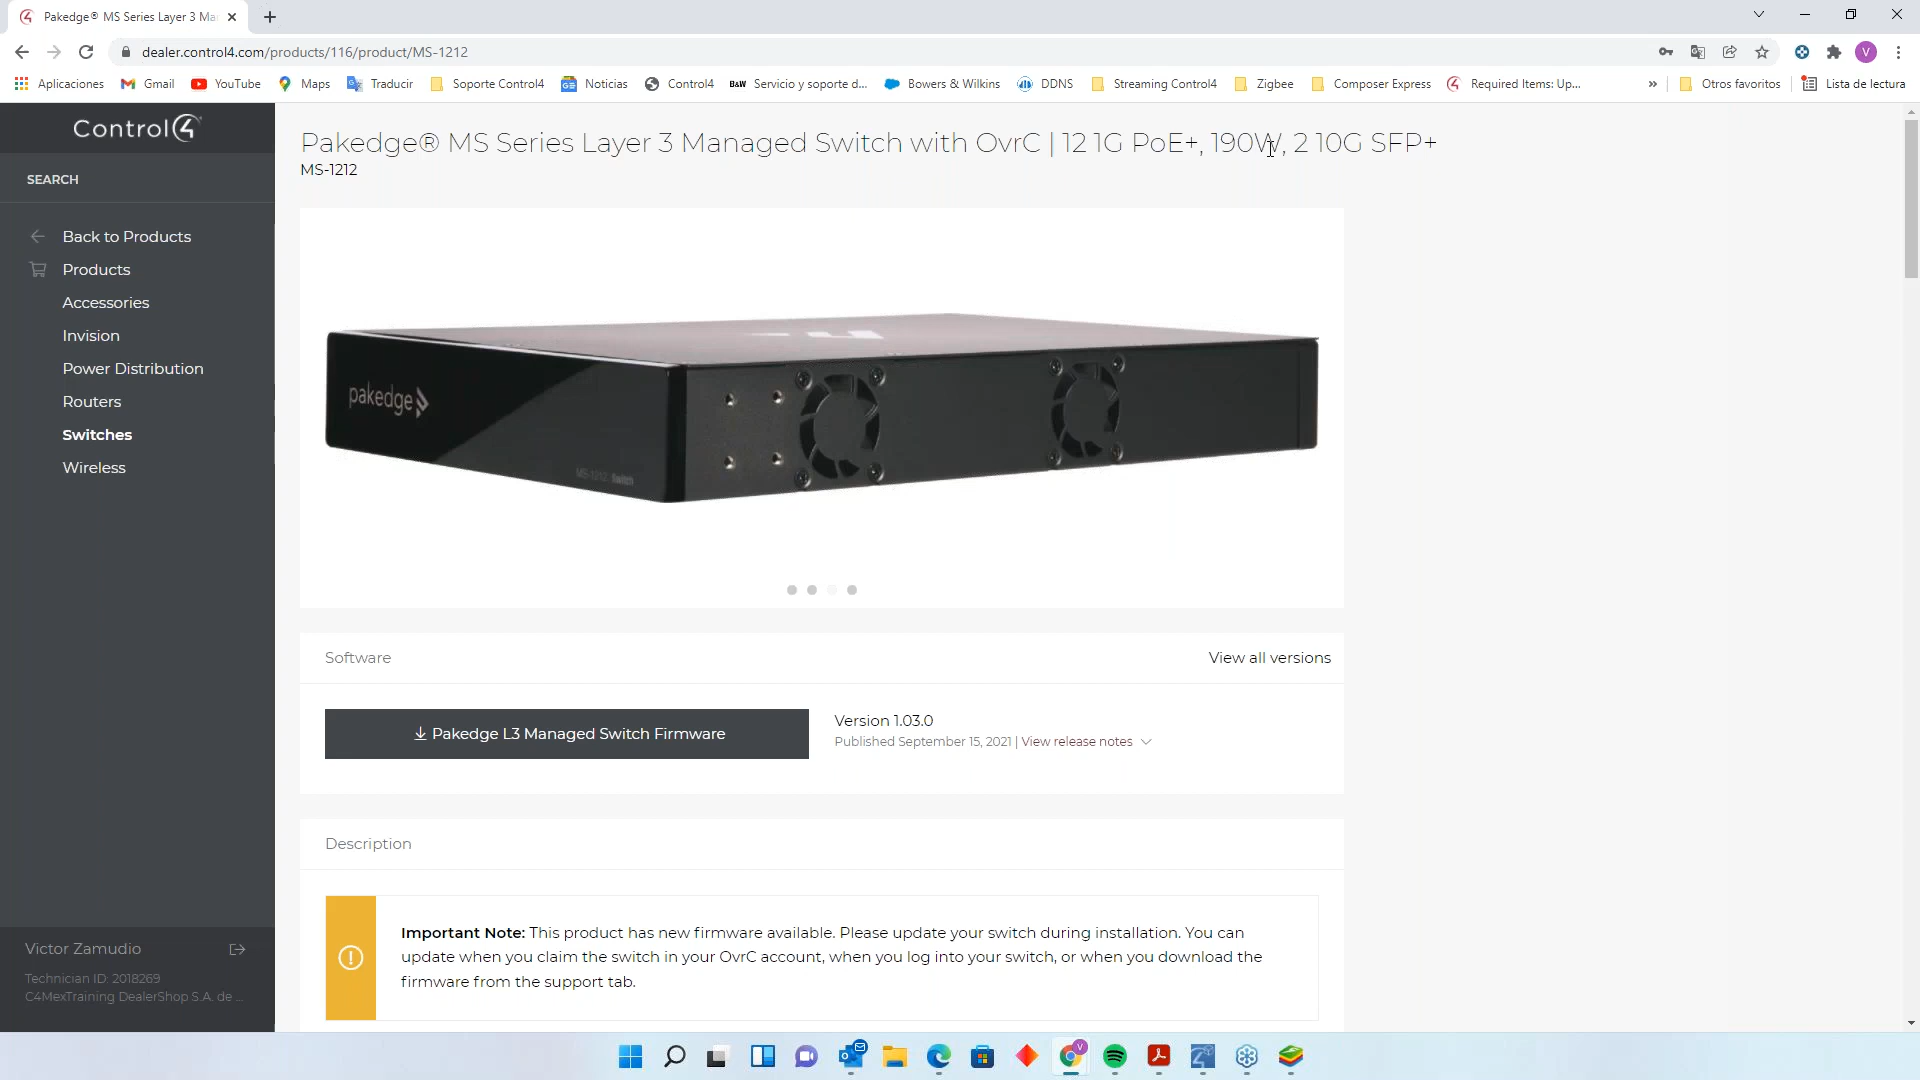 Pakedge® MS Series Layer 3 Ma
dealer.control4.com/products/116/product/MS-1212
Aplicaciones Gmail YouTube Maps Traducir Soporte Control4 Noticias Control4 B&W Servicio y soporte d... Bowers & Wilkins DDNS Streaming Control4 Zigbee Composer Express Required Items: Up... » Otros favoritos Lista de lectura
Control4
SEARCH
Back to Products
Products
Accessories
Invision
Power Distribution
Routers
Switches
Wireless
Victor Zamudio
Technician ID: 2018269
C4MexTraining DealerShop S.A. de ...
Pakedge® MS Series Layer 3 Managed Switch with OvrC | 12 1G PoE+, 190W, 2 10G SFP+
MS-1212
pakedge
MS-1212 Switch
Software
View all versions
Pakedge L3 Managed Switch Firmware
Version 1.03.0
Published September 15, 2021 | View release notes
Description
Important Note: This product has new firmware available. Please update your switch during installation. You can
update when you claim the switch in your OvrC account, when you log into your switch, or when you download the
firmware from the support tab.